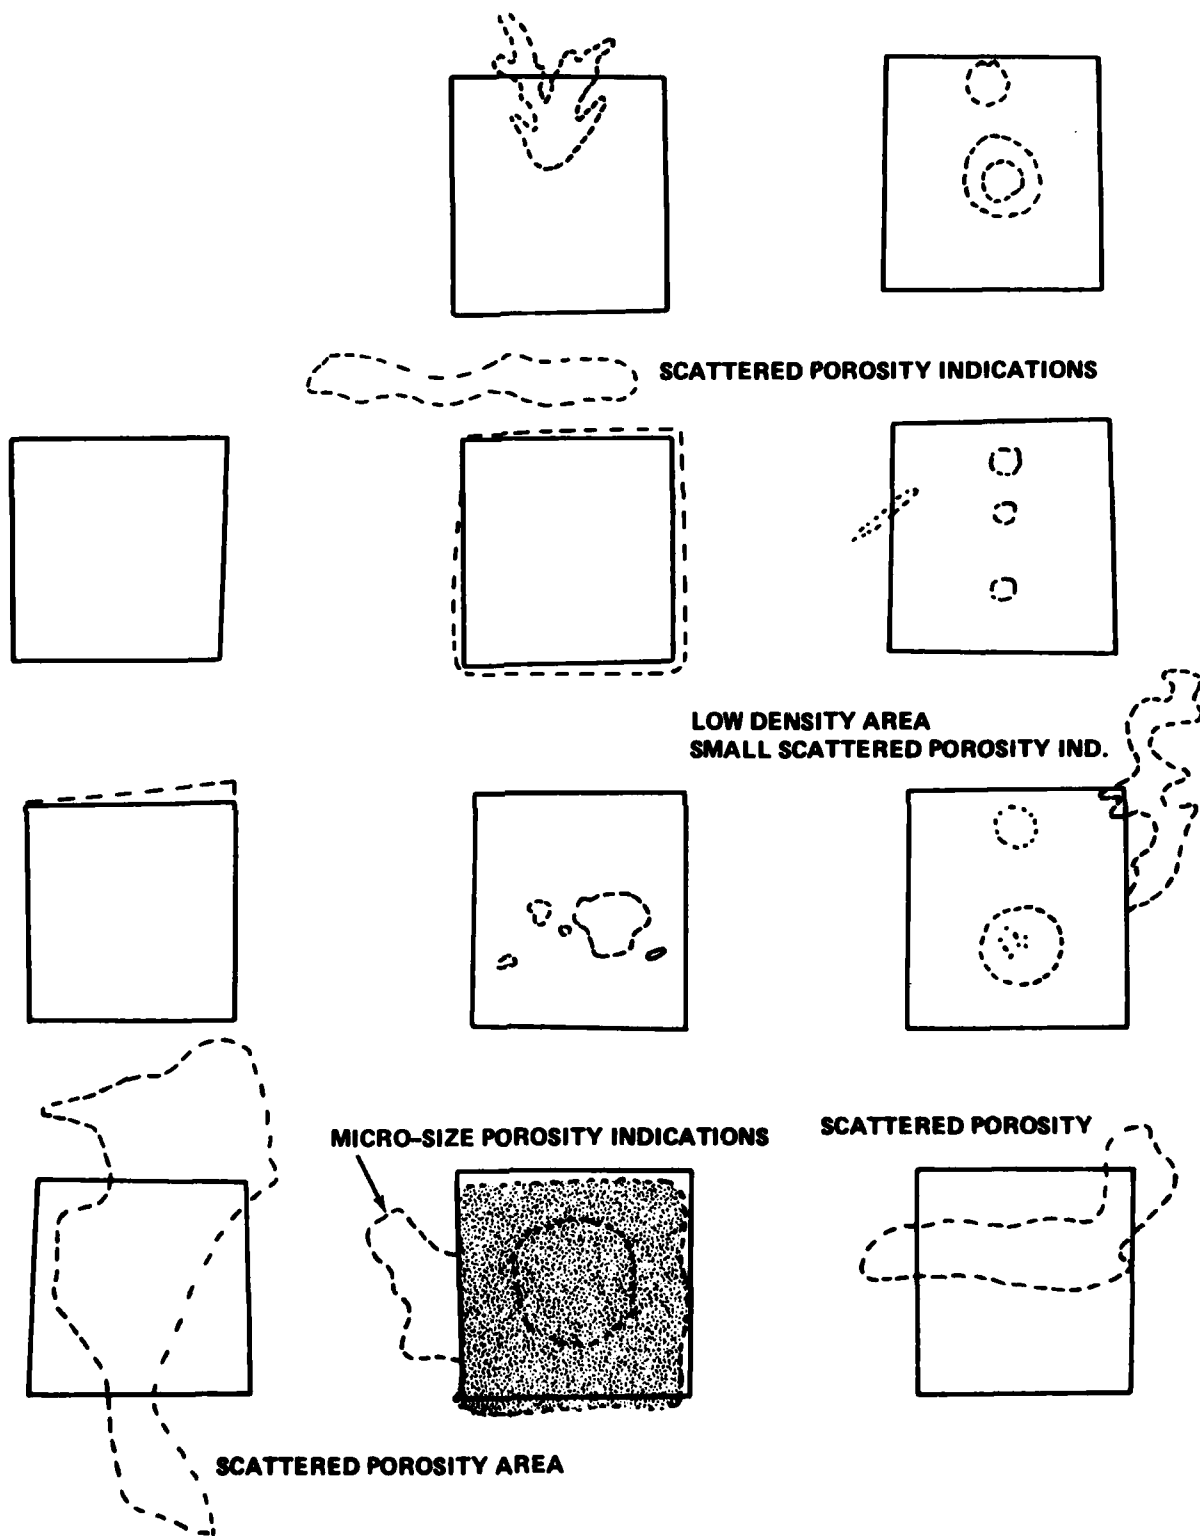 SCATTERED POROSITY INDICATIONS
LOW DENSITY AREA
SMALL SCATTERED POROSITY IND.
MICRO-SIZE POROSITY INDICATIONS
SCATTERED POROSITY
SCATTERED POROSITY AREA